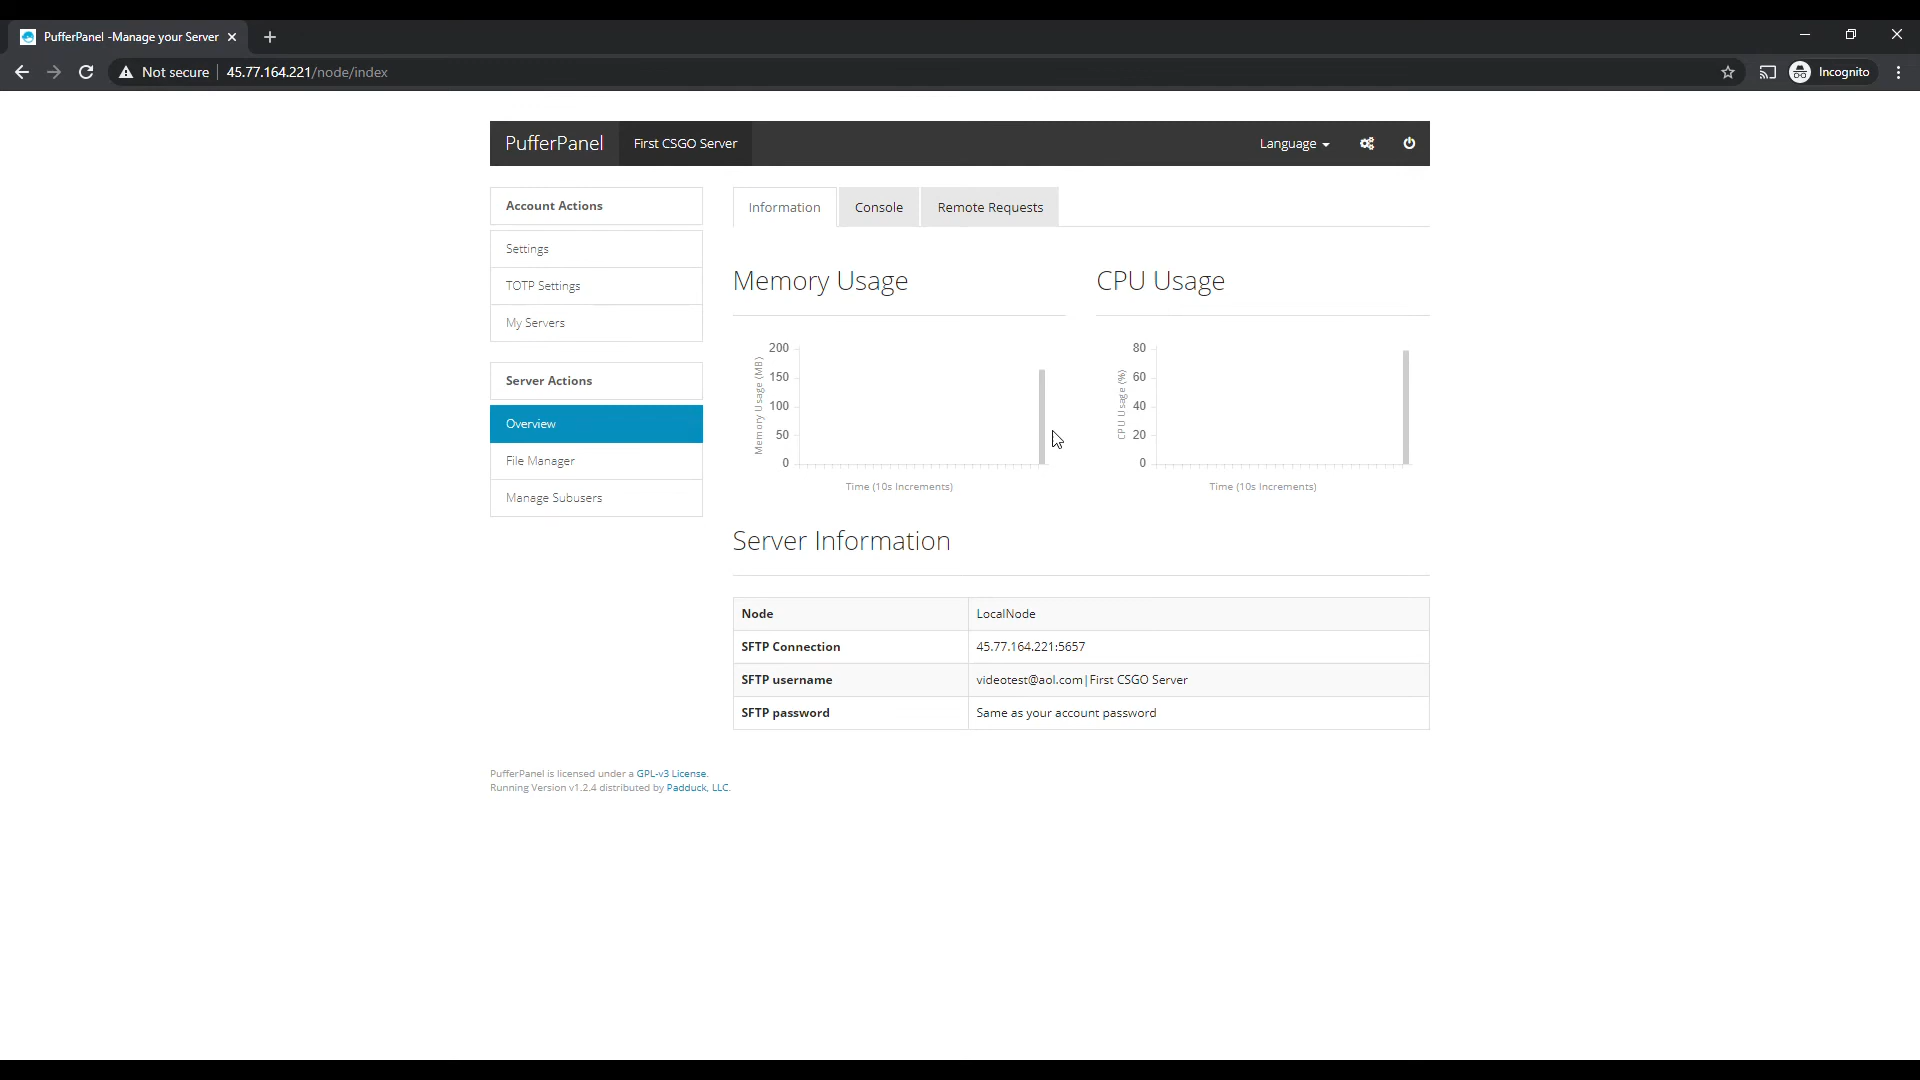 PufferPanel -Manage your Server
Not secure
45.77.164.221/node/index
Incognito
PufferPanel
First CSGO Server
Language
Account Actions
Settings
TOTP Settings
My Servers
Server Actions
Overview
File Manager
Manage Subusers
Information
Console
Remote Requests
Memory Usage
200
150
100
50
0
Memory Usage (MB)
Time (10s Increments)
CPU Usage
80
60
40
20
0
CPU Usage (%)
Time (10s Increments)
Server Information
Node LocalNode
SFTP Connection 45.77.164.221:5657
SFTP username videotest@aol.com|First CSGO Server
SFTP password Same as your account password
PufferPanel is licensed under a GPL-v3 License.
Running Version v1.2.4 distributed by Padduck, LLC.